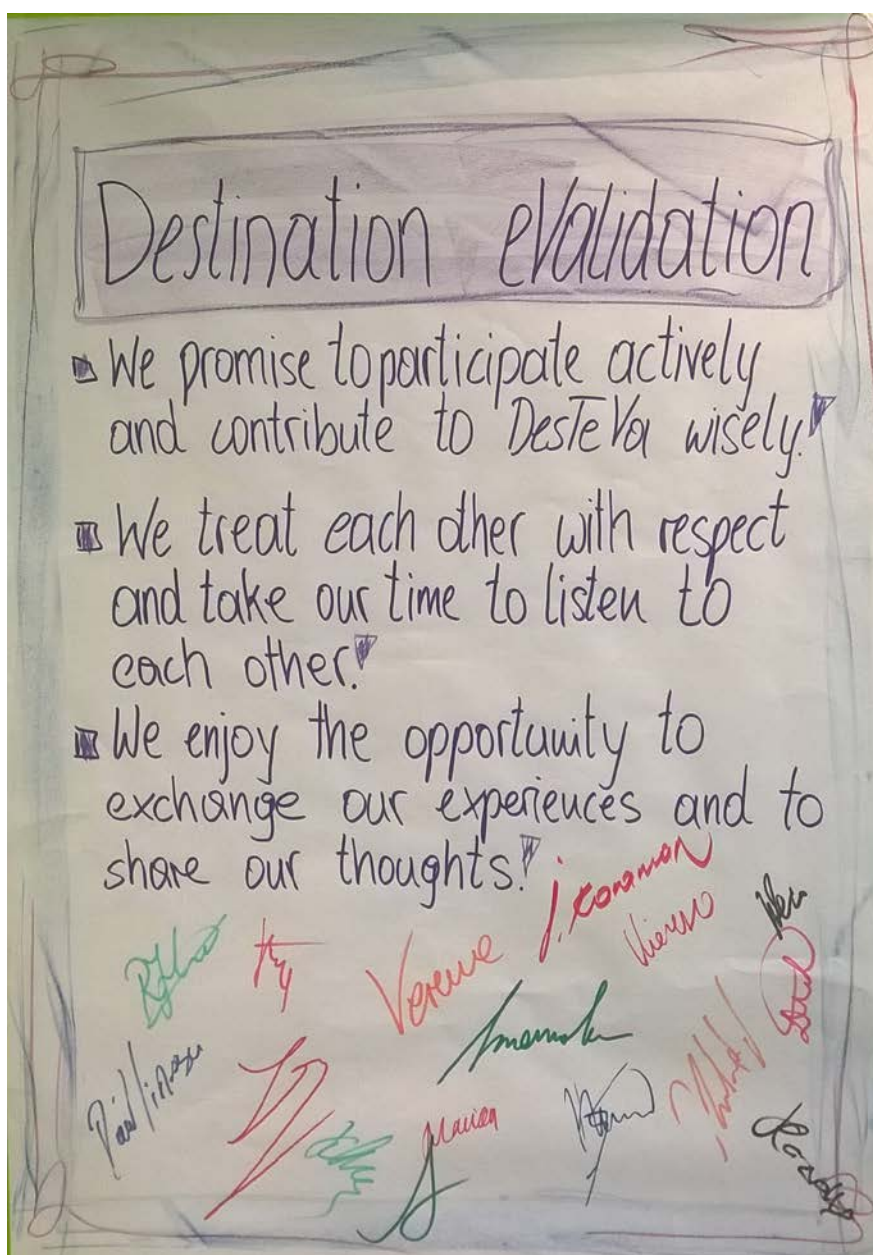 Destination eValidation
We promise to participate actively
and contribute to DesTeVa wisely.
We treat each other with respect
and take our time to listen to
each other.
We enjoy the opportunity to
exchange our experiences and to
share our thoughts.
Verena